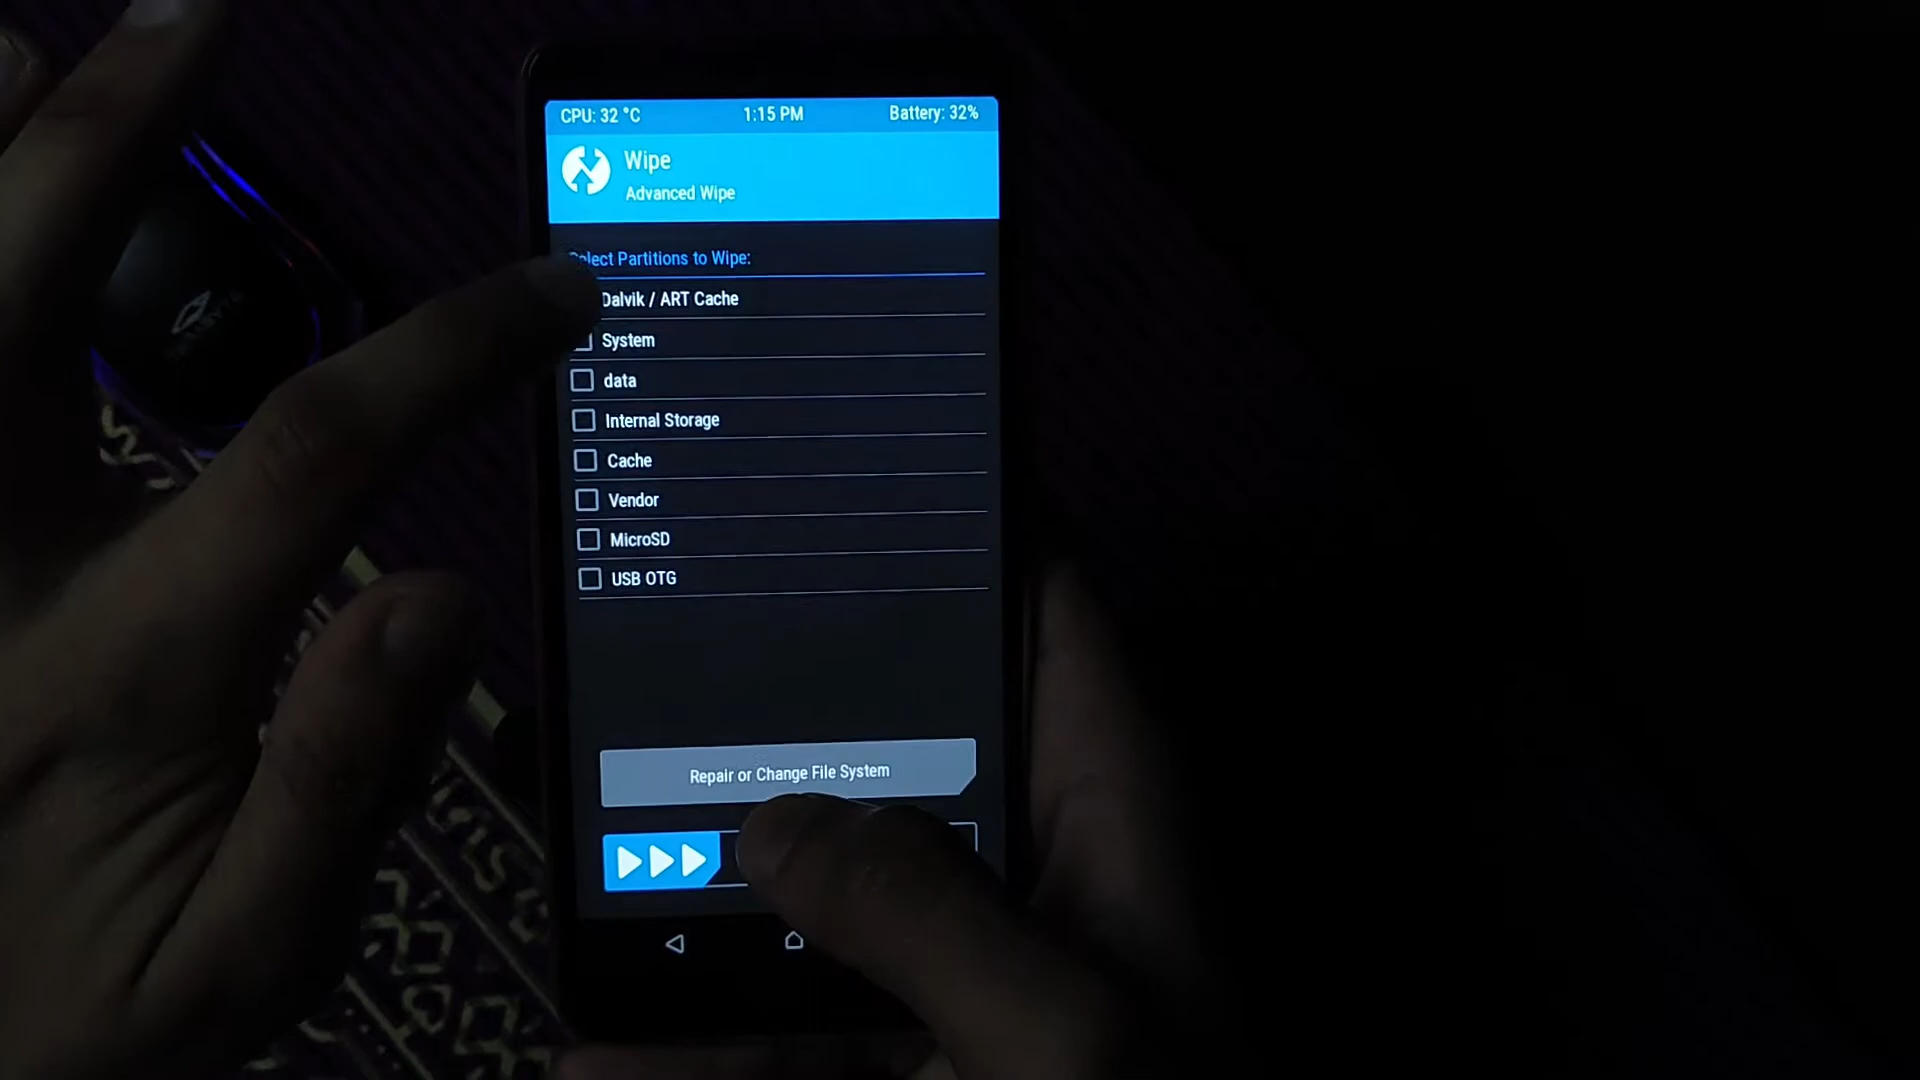 CPU: 32 °C 1:15 PM Battery: 32%
Wipe
Advanced Wipe
Select Partitions to Wipe:
Dalvik / ART Cache
System
data
Internal Storage
Cache
Vendor
MicroSD
USB OTG
Repair or Change File System